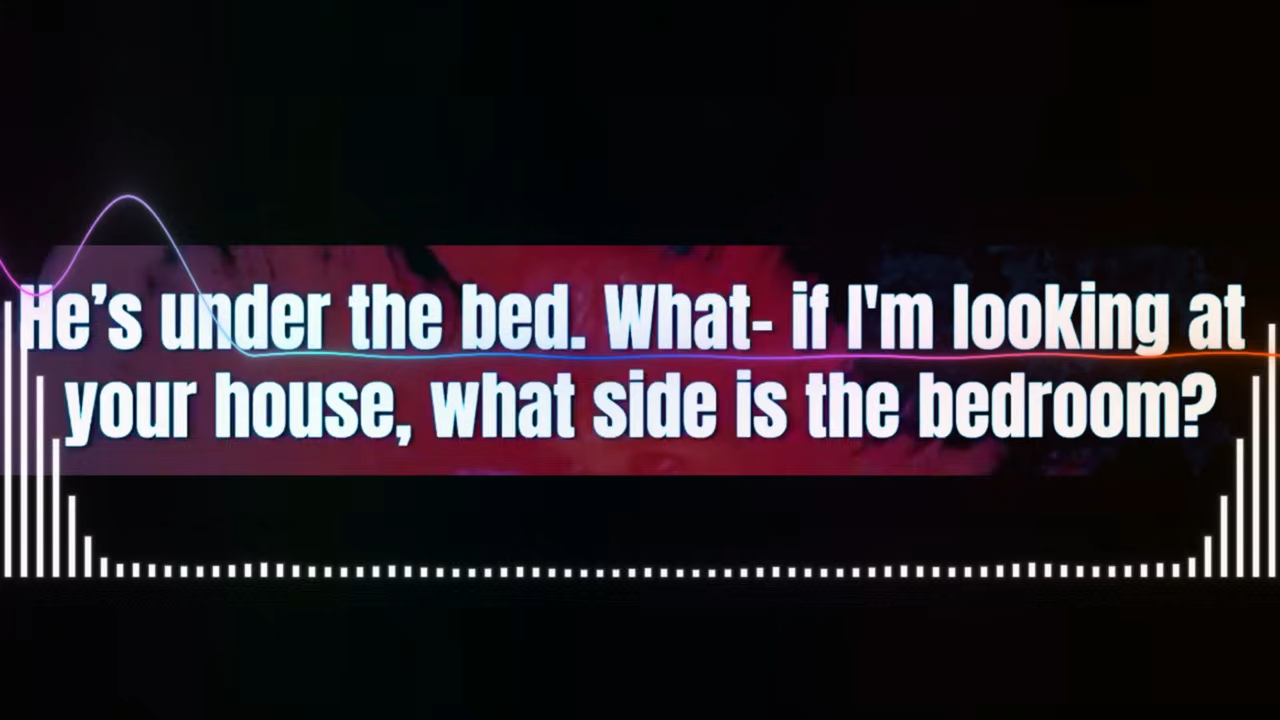 He’s under the bed. What- if I'm looking at
your house, what side is the bedroom?